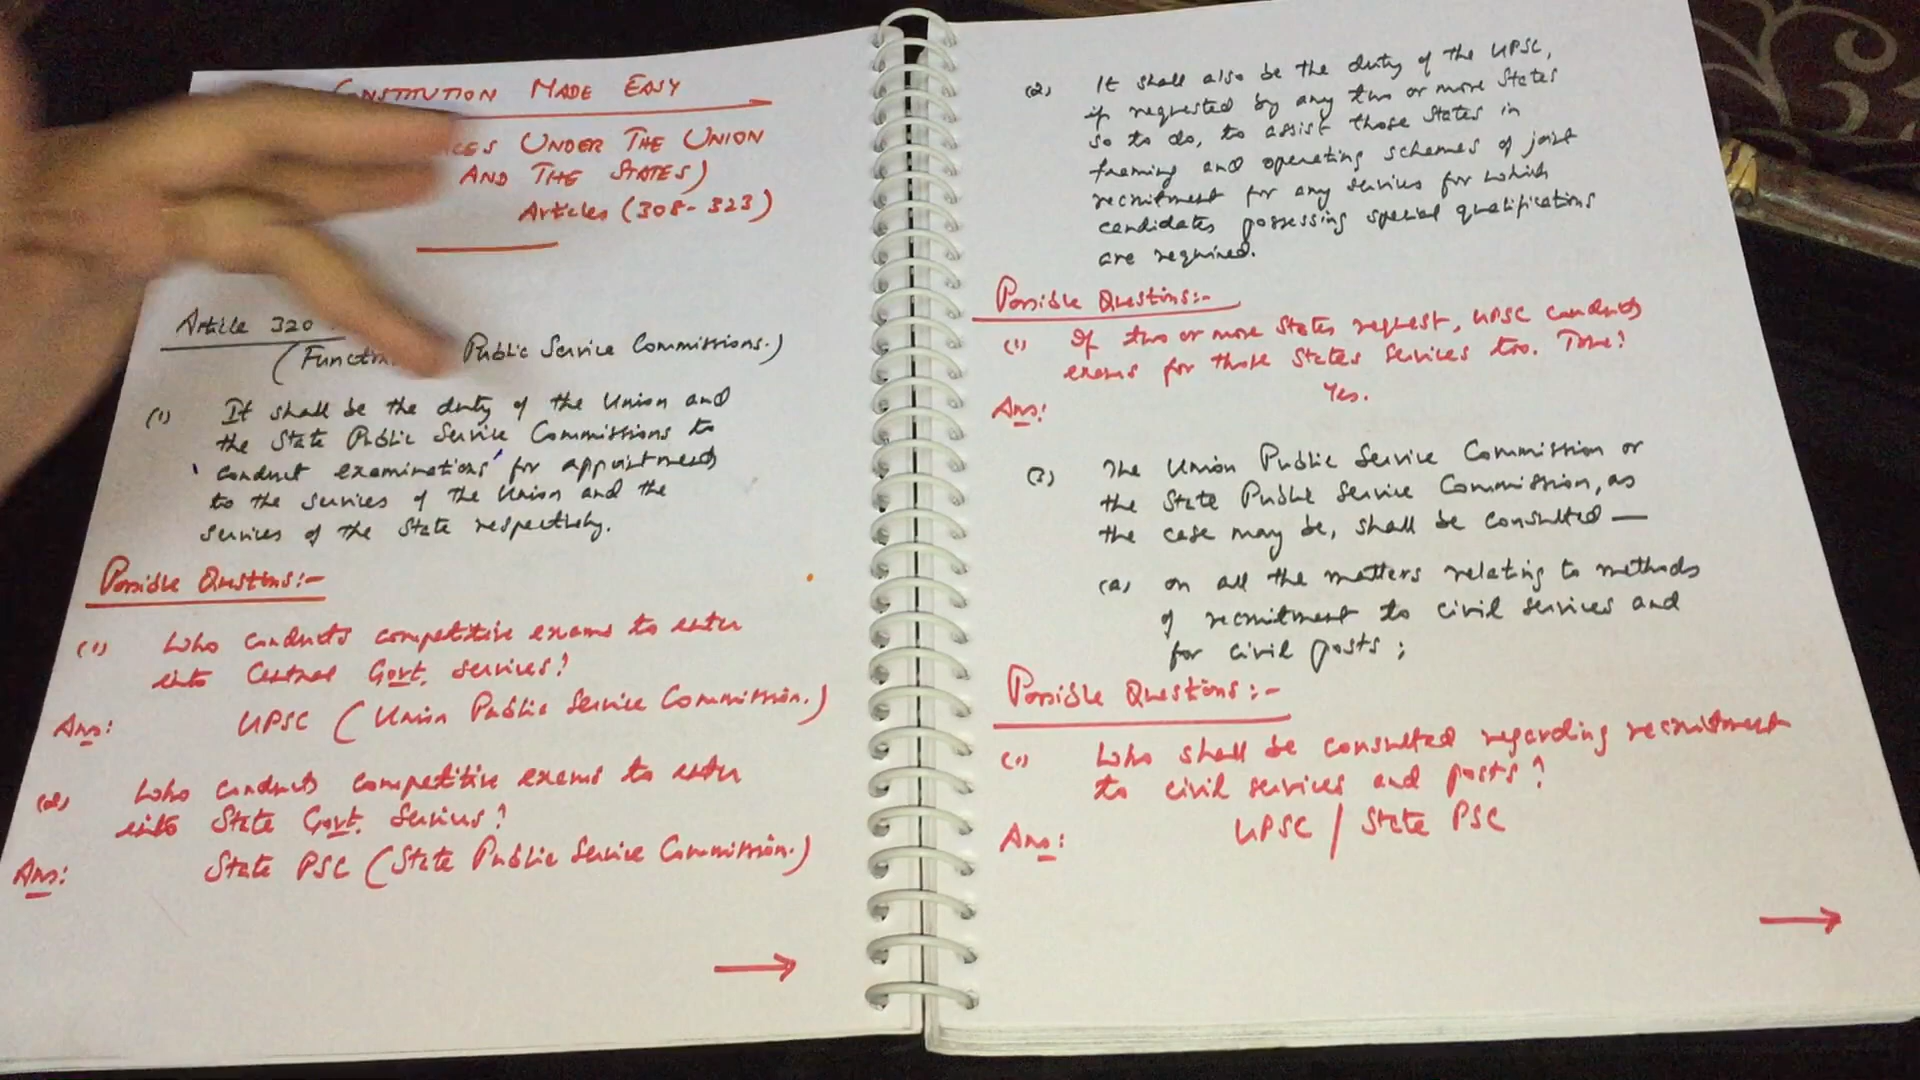 CONSTITUTION MADE EASY
UNDER THE UNION
AND THE STATES)
Articles (308-323)
Article 320
Public Service Commissions.)
(1) It shall be the duty of the Union and
the State Public Service Commissions to
'conduct examinations' for appointments
to the services of the Union and the
services of the State respectively.
Possible Questions:-
(1) Who conducts competitive exams to enter
into Central Govt. services?
Ans: UPSC (Union Public Service Commission.)
(2) Who conducts competitive exams to enter
into State Govt. Services?
Ans: State PSC (State Public Service Commission.)
(2) It shall also be the duty of the UPSC,
if requested by any two or more States
so to do, to assist those States in
framing and operating schemes of joint
recruitment for any services for which
candidates possessing special qualifications
are required.
Possible Questions:-
(1) If two or more States request, UPSC conducts
exams for those States Services too. True?
Ans: Yes.
(3) The Union Public Service Commission or
the State Public Service Commission, as
the case may be, shall be consulted —
(a) on all the matters relating to methods
of recruitment to civil services and
for civil posts;
Possible Questions:-
(1) Who shall be consulted regarding recruitment
to civil services and posts?
Ans: UPSC / State PSC